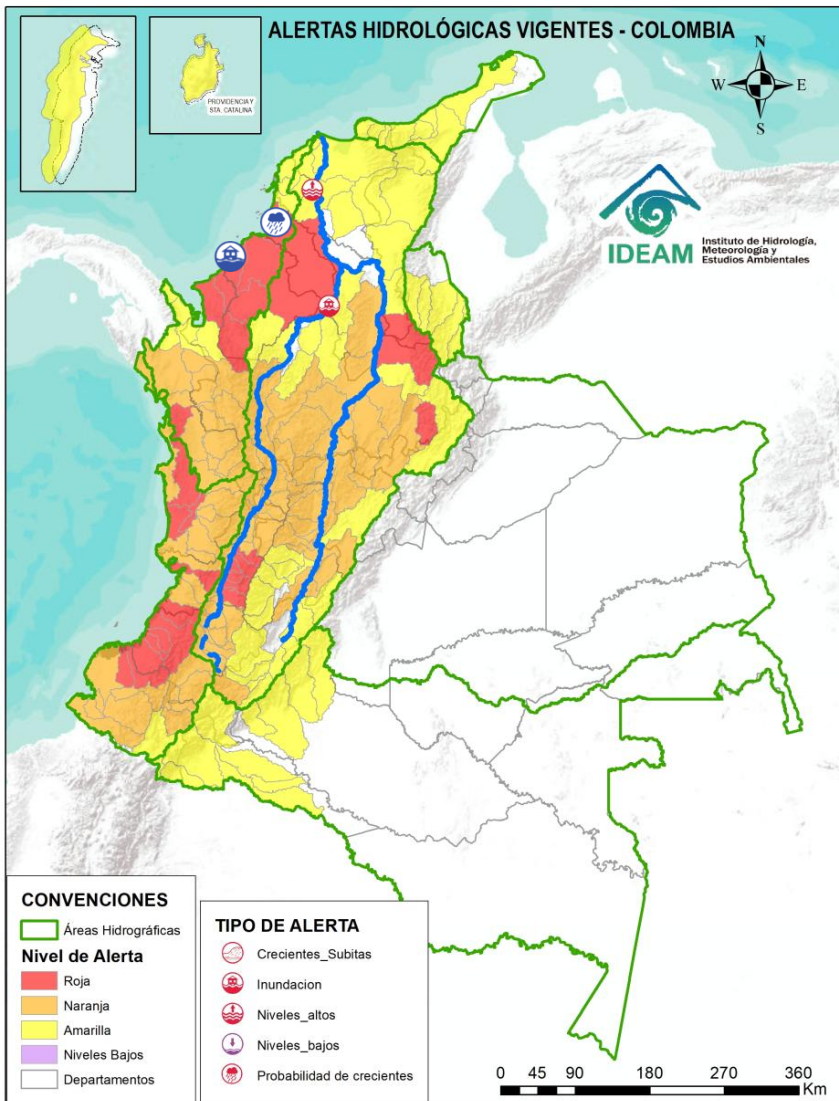 ALERTAS HIDROLÓGICAS VIGENTES - COLOMBIA
PROVIDENCIA Y
STA. CATALINA
N
W
E
S
IDEAM
Instituto de Hidrología,
Meteorología y
Estudios Ambientales
CONVENCIONES
Áreas Hidrográficas
Nivel de Alerta
Roja
Naranja
Amarilla
Niveles Bajos
Departamentos
TIPO DE ALERTA
Crecientes_Subitas
Inundacion
Niveles_altos
Niveles_bajos
Probabilidad de crecientes
0 45 90 180 270 360
Km